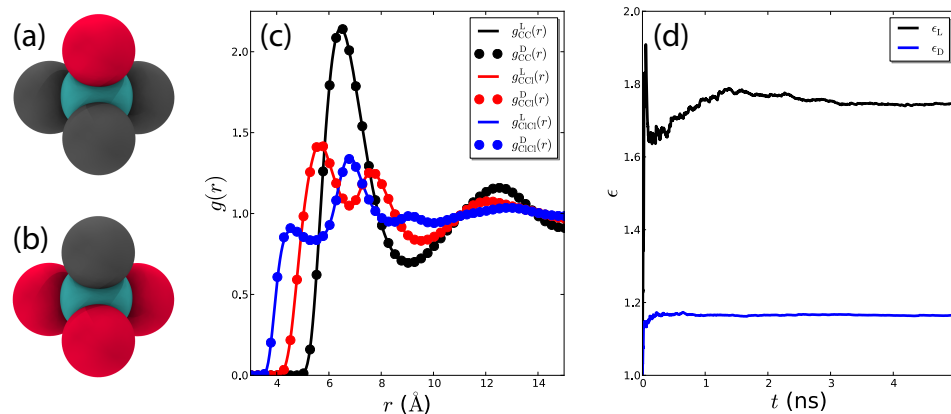 (a)
(b)
(c)
g(r)
2.0
1.5
1.0
0.5
0.0
4 6 8 10 12 14
r (Å)
g^L_CC(r)
g^D_CC(r)
g^L_CCl(r)
g^D_CCl(r)
g^L_ClCl(r)
g^D_ClCl(r)
(d)
ϵ
2.0
1.8
1.6
1.4
1.2
1.0
0 1 2 3 4
t (ns)
ϵ_L
ϵ_D